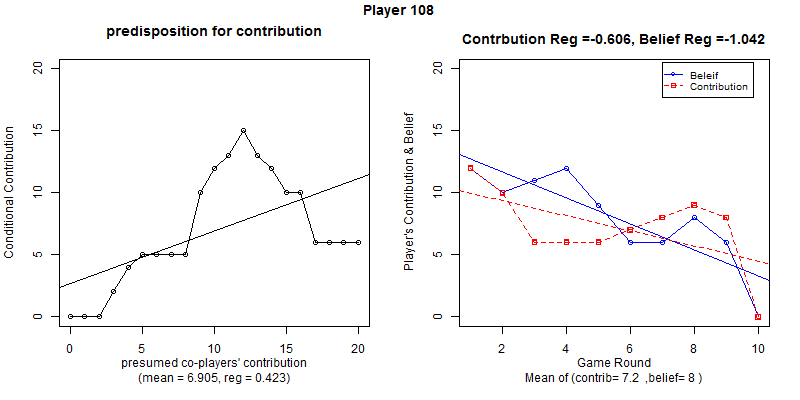 Player 108
predisposition for contribution
Conditional Contribution
0
5
10
15
20
0
5
10
15
20
presumed co-players' contribution
(mean = 6.905, reg = 0.423)
Contrbution Reg =-0.606, Belief Reg =-1.042
Player's Contribution & Belief
0
5
10
15
20
Beleif
Contribution
2
4
6
8
10
Game Round
Mean of (contrib= 7.2 ,belief= 8 )